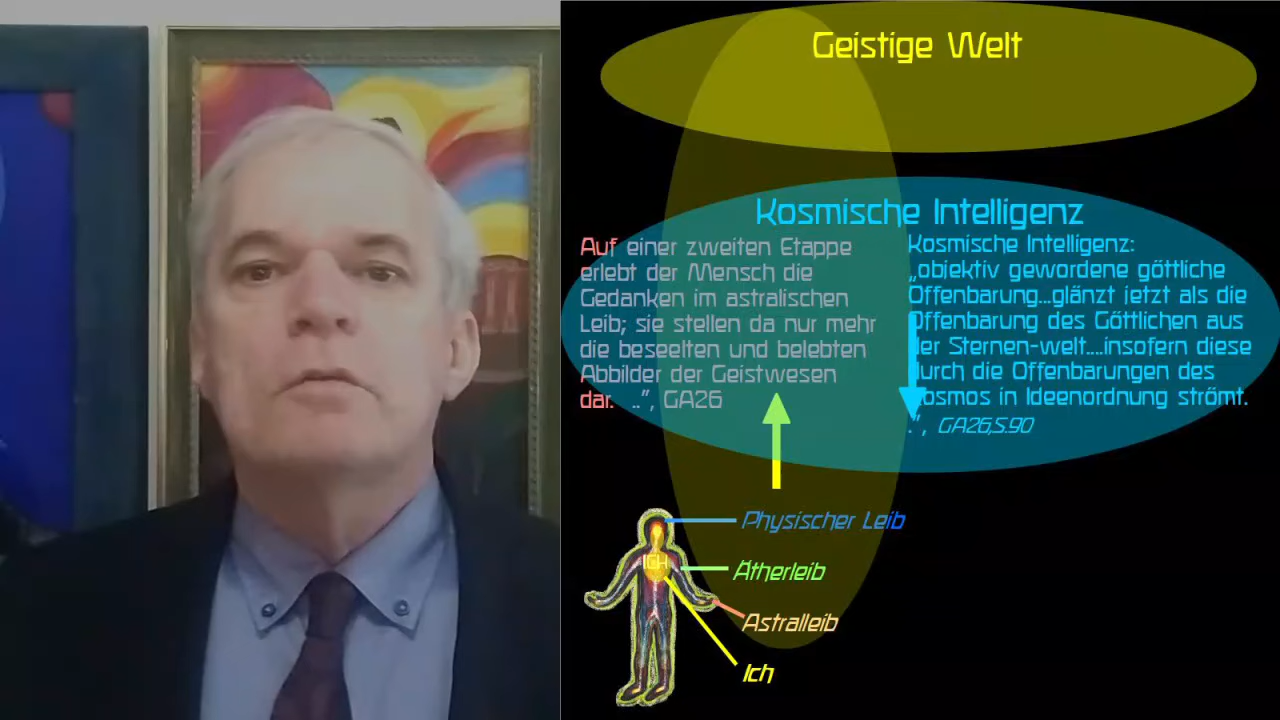 Geistige Welt
Kosmische Intelligenz
Auf einer zweiten Etappe
erlebt der Mensch die
Gedanken im astralischen
Leib; sie stellen da nur mehr
die beseelten und belebten
Abbilder der Geistwesen
dar. ..”, GA26
Kosmische Intelligenz:
„objektiv gewordene göttliche
Offenbarung...glänzt jetzt als die
Offenbarung des Göttlichen aus
der Sternen-welt....insofern diese
durch die Offenbarungen des
Kosmos in Ideenordnung strömt.
.”, GA26,S.90
Physischer Leib
ICH
Ätherleib
Astralleib
Ich